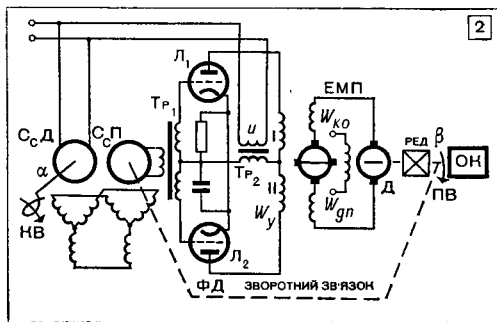 2
Л₁
ЕМП
Тр₁
u
I
Wко
СсД
СсП
РЕД
β
α
Тр₂
Д
γ
ОК
II
Wу
Wдп
ПВ
КВ
Л₂
ФД
ЗВОРОТНИЙ ЗВ'ЯЗОК